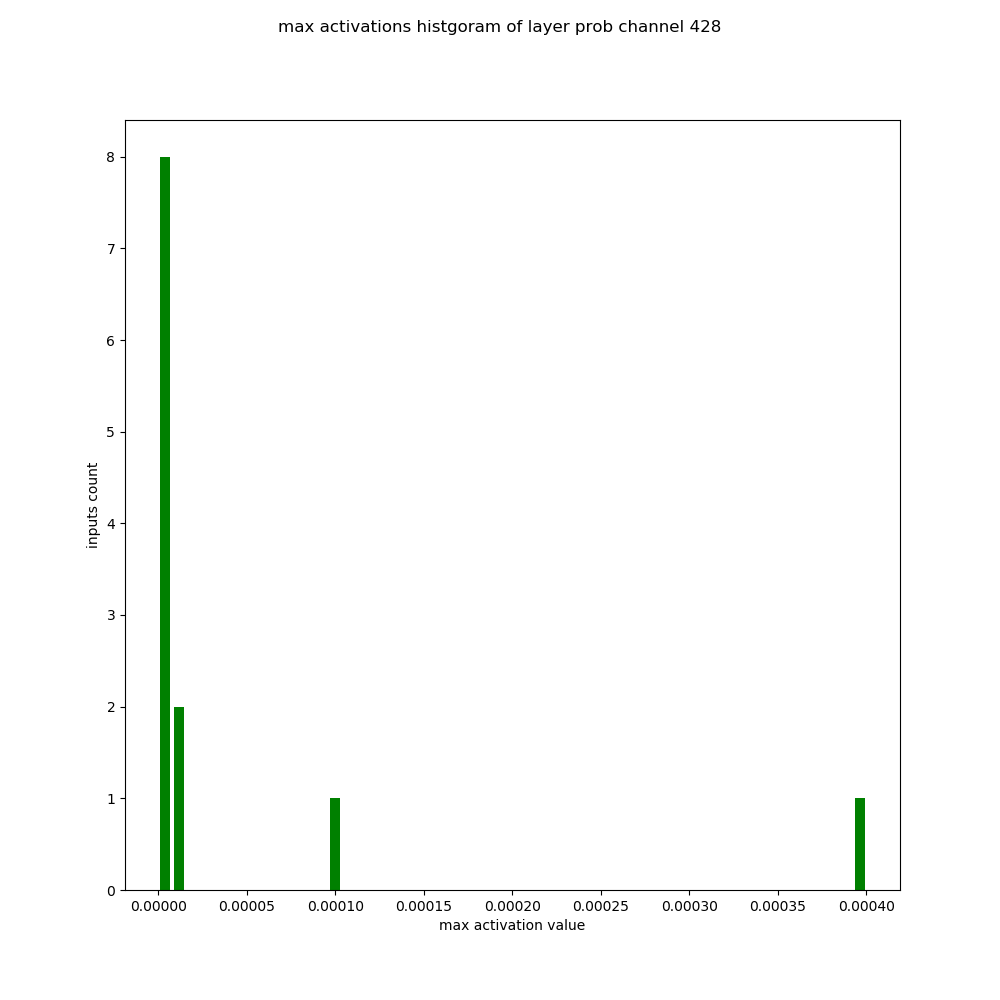 max activations histgoram of layer prob channel 428
8
7
6
5
4
3
2
1
0
inputs count
0.00000 0.00005 0.00010 0.00015 0.00020 0.00025 0.00030 0.00035 0.00040
max activation value